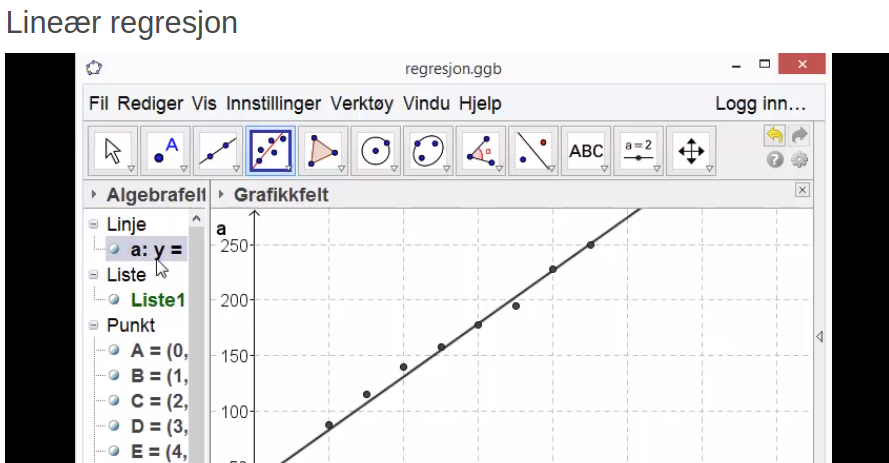 Lineær regresjon
regresjon.ggb
Fil Rediger Vis Innstillinger Verktøy Vindu Hjelp Logg inn...
A α ABC a = 2
Algebrafelt Grafikkfelt
Linje
a: y =
Liste
Liste1
Punkt
A = (0,
B = (1,
C = (2,
D = (3,
E = (4,
a
250
200
150
100
50